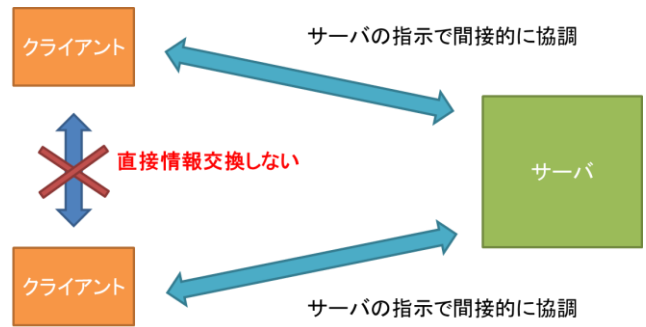 クライアント
サーバの指示で間接的に協調
直接情報交換しない
サーバ
クライアント
サーバの指示で間接的に協調